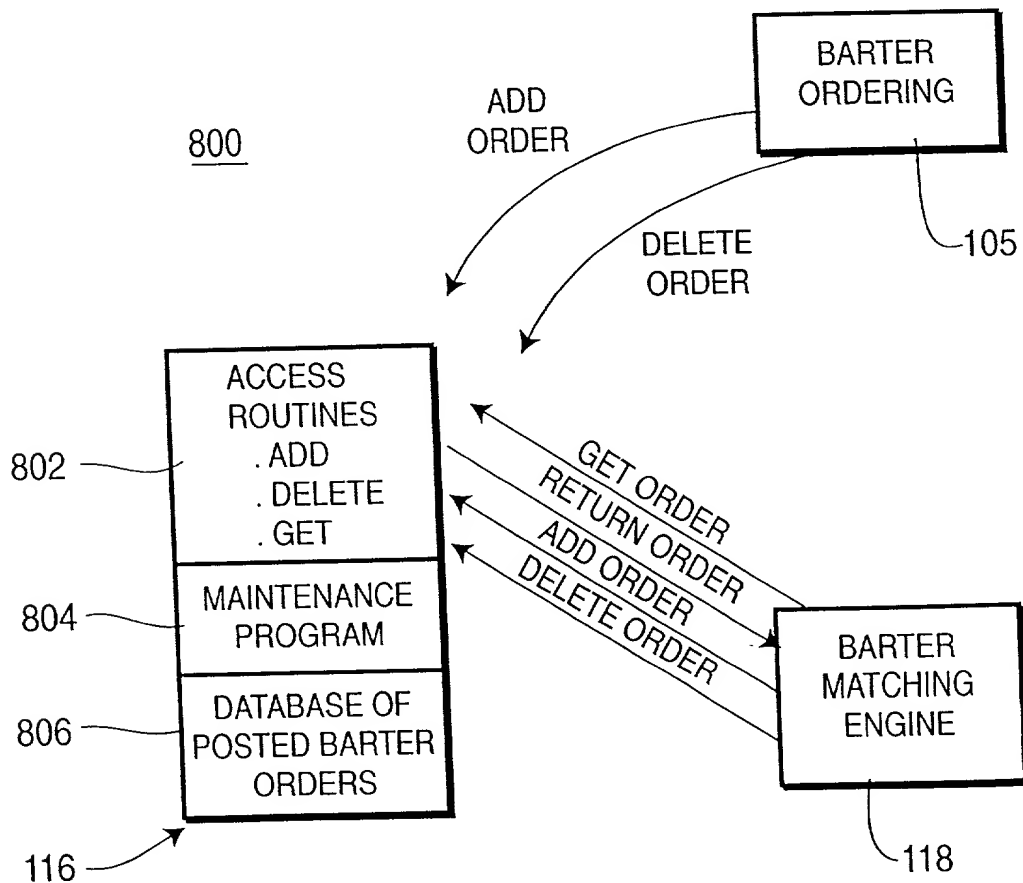 BARTER
ORDERING
ADD
ORDER
800
DELETE
ORDER
105
ACCESS
ROUTINES
. ADD
. DELETE
. GET
802
GET ORDER
RETURN ORDER
ADD ORDER
DELETE ORDER
MAINTENANCE
PROGRAM
804
BARTER
MATCHING
ENGINE
DATABASE OF
POSTED BARTER
ORDERS
806
116
118